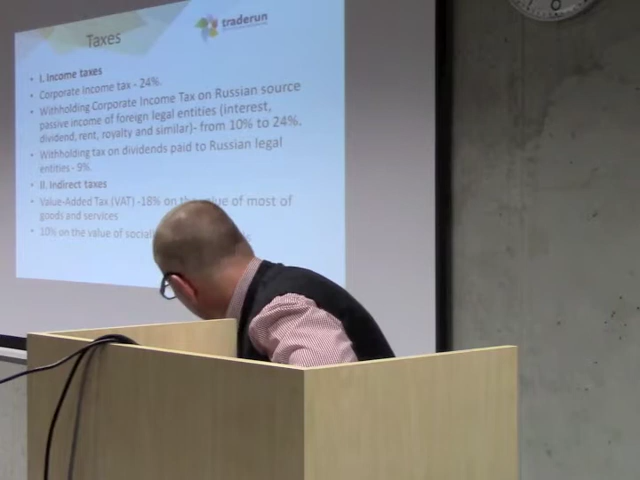 traderun
Taxes
• I. Income taxes
• Corporate Income tax - 24%.
• Withholding Corporate Income Tax on Russian source
passive income of foreign legal entities (interest,
dividend, rent, royalty and similar)- from 10% to 24%.
• Withholding tax on dividends paid to Russian legal
entities - 9%.
• II. Indirect taxes
• Value-Added Tax (VAT) -18% on of most of
goods and services
• 10% on the value of